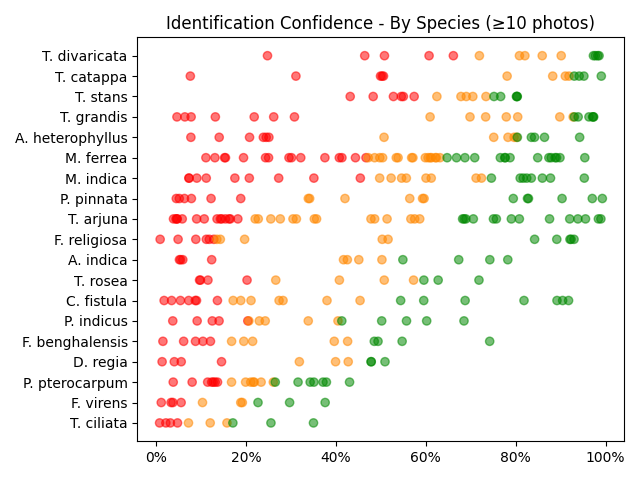 Identification Confidence - By Species (≥10 photos)
T. divaricata
T. catappa
T. stans
T. grandis
A. heterophyllus
M. ferrea
M. indica
P. pinnata
T. arjuna
F. religiosa
A. indica
T. rosea
C. fistula
P. indicus
F. benghalensis
D. regia
P. pterocarpum
F. virens
T. ciliata
0% 20% 40% 60% 80% 100%